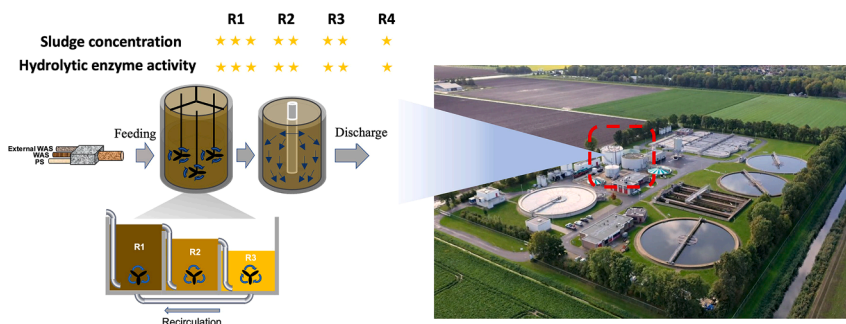 R1 R2 R3 R4
Sludge concentration
Hydrolytic enzyme activity
External WAS
WAS
PS
Feeding
Discharge
R1
R2
R3
Recirculation